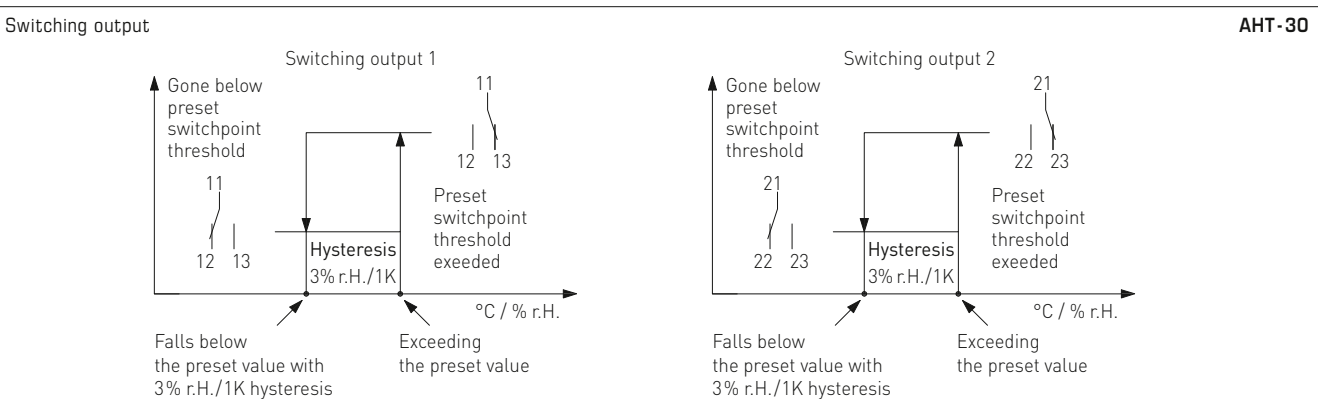 Switching output
AHT-30
Switching output 1
Gone below
preset
switchpoint
threshold
11
12 13
11
12 13
Preset
switchpoint
threshold
exeeded
Hysteresis
3% r.H./1K
°C / % r.H.
Falls below
the preset value with
3% r.H./1K hysteresis
Exceeding
the preset value
Switching output 2
Gone below
preset
switchpoint
threshold
21
22 23
21
22 23
Preset
switchpoint
threshold
exeeded
Hysteresis
3% r.H./1K
°C / % r.H.
Falls below
the preset value with
3% r.H./1K hysteresis
Exceeding
the preset value